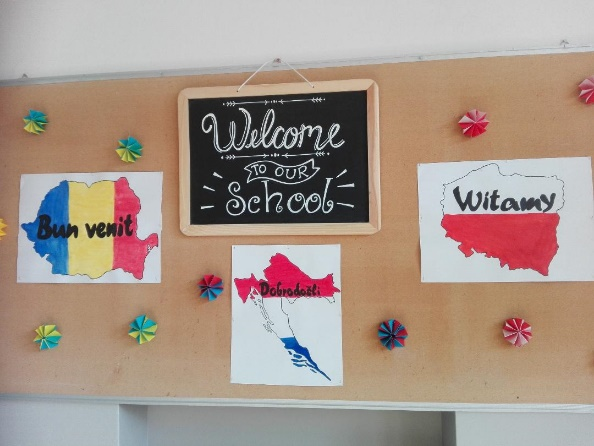 Welcome
TO OUR
School
Bun venit
Witamy
Dobrodošli